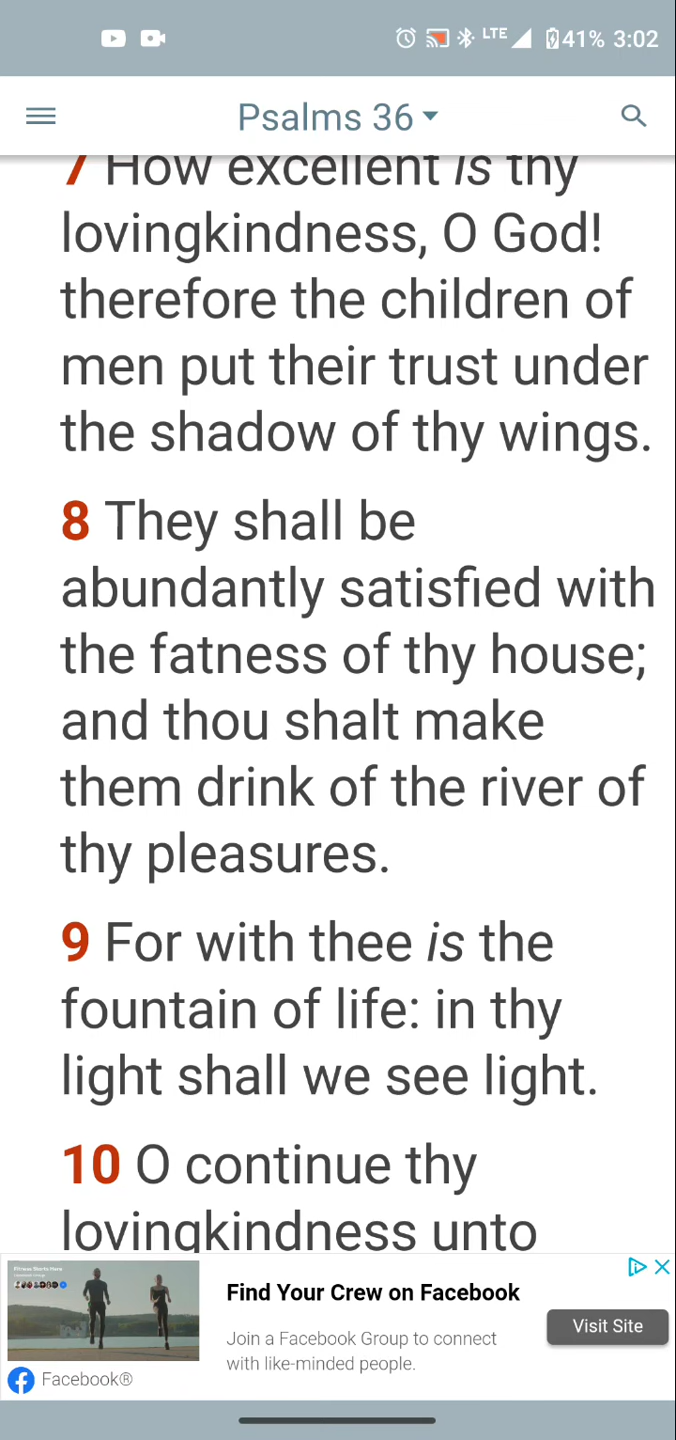 LTE 41% 3:02
Psalms 36
7 How excellent is thy
lovingkindness, O God!
therefore the children of
men put their trust under
the shadow of thy wings.
8 They shall be
abundantly satisfied with
the fatness of thy house;
and thou shalt make
them drink of the river of
thy pleasures.
9 For with thee is the
fountain of life: in thy
light shall we see light.
10 O continue thy
lovingkindness unto
Fitness Starts Here
Find Your Crew on Facebook
Join a Facebook Group to connect
with like-minded people.
Visit Site
Facebook®